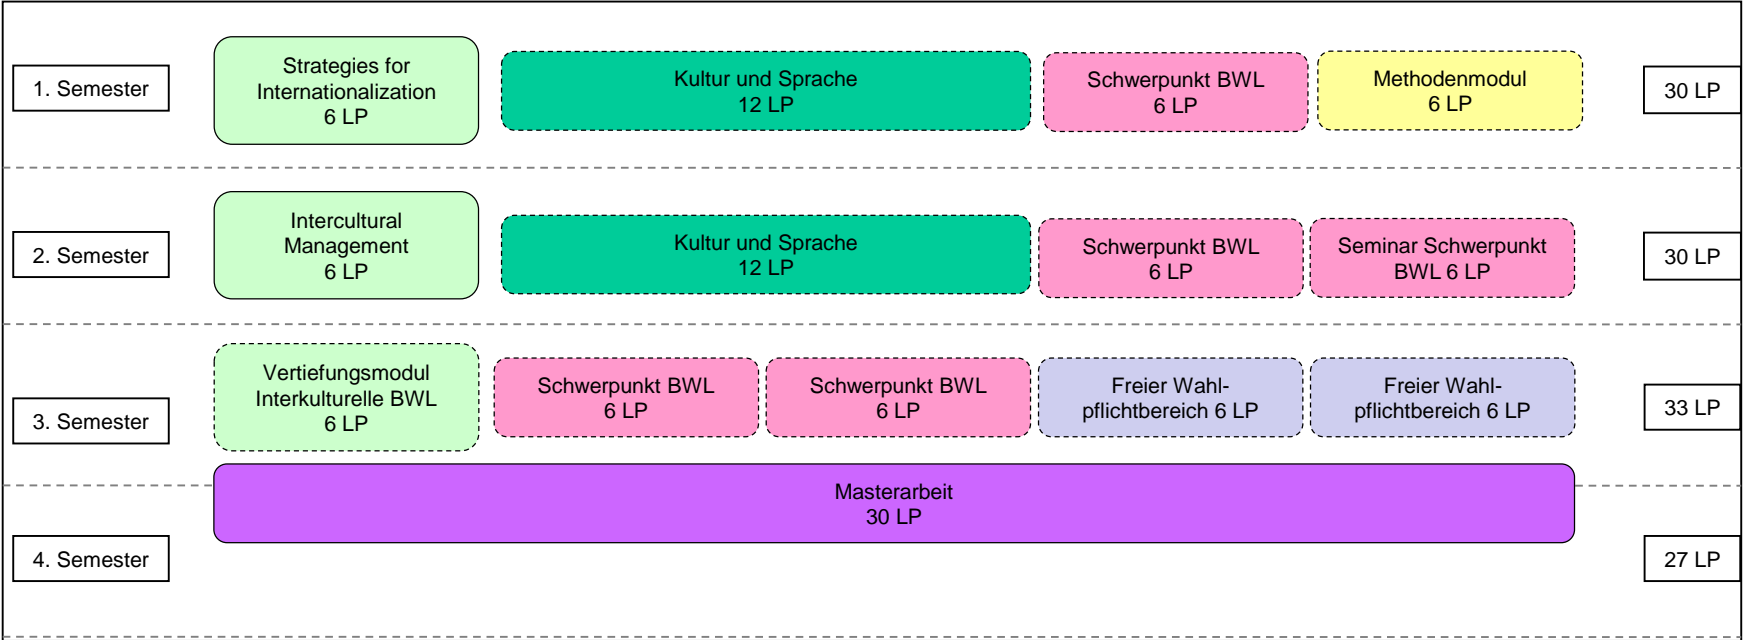 1. Semester
Strategies for
Internationalization
6 LP
Kultur und Sprache
12 LP
Schwerpunkt BWL
6 LP
Methodenmodul
6 LP
30 LP
2. Semester
Intercultural
Management
6 LP
Kultur und Sprache
12 LP
Schwerpunkt BWL
6 LP
Seminar Schwerpunkt
BWL 6 LP
30 LP
3. Semester
Vertiefungsmodul
Interkulturelle BWL
6 LP
Schwerpunkt BWL
6 LP
Schwerpunkt BWL
6 LP
Freier Wahl-
pflichtbereich 6 LP
Freier Wahl-
pflichtbereich 6 LP
33 LP
Masterarbeit
30 LP
4. Semester
27 LP